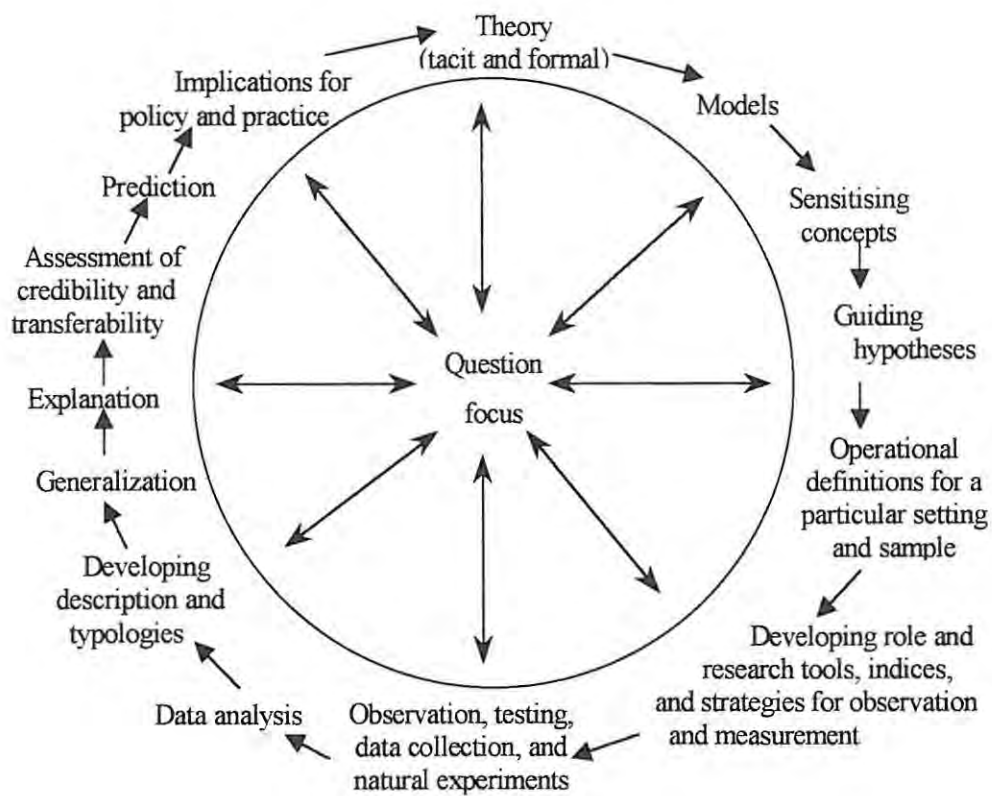 Theory
(tacit and formal)
Models
Sensitising
concepts
Guiding
hypotheses
Operational
definitions for a
particular setting
and sample
Developing role and
research tools, indices,
and strategies for observation
and measurement
Observation, testing,
data collection, and
natural experiments
Data analysis
Developing
description and
typologies
Generalization
Explanation
Assessment of
credibility and
transferability
Prediction
Implications for
policy and practice
Question
focus